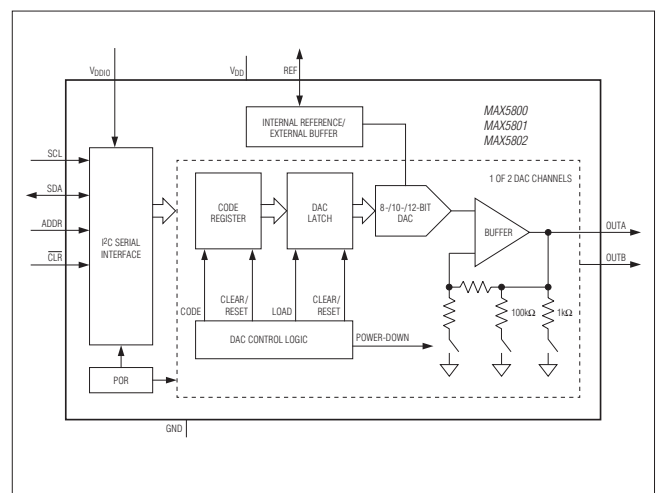 VDDIO
VDD
REF
INTERNAL REFERENCE/
EXTERNAL BUFFER
MAX5800
MAX5801
MAX5802
SCL
SDA
ADDR
CLR
I2C SERIAL
INTERFACE
1 OF 2 DAC CHANNELS
CODE
REGISTER
DAC
LATCH
8-/10-/12-BIT
DAC
BUFFER
OUTA
OUTB
CODE
CLEAR/
RESET
LOAD
CLEAR/
RESET
100kΩ
1kΩ
DAC CONTROL LOGIC
POWER-DOWN
POR
GND